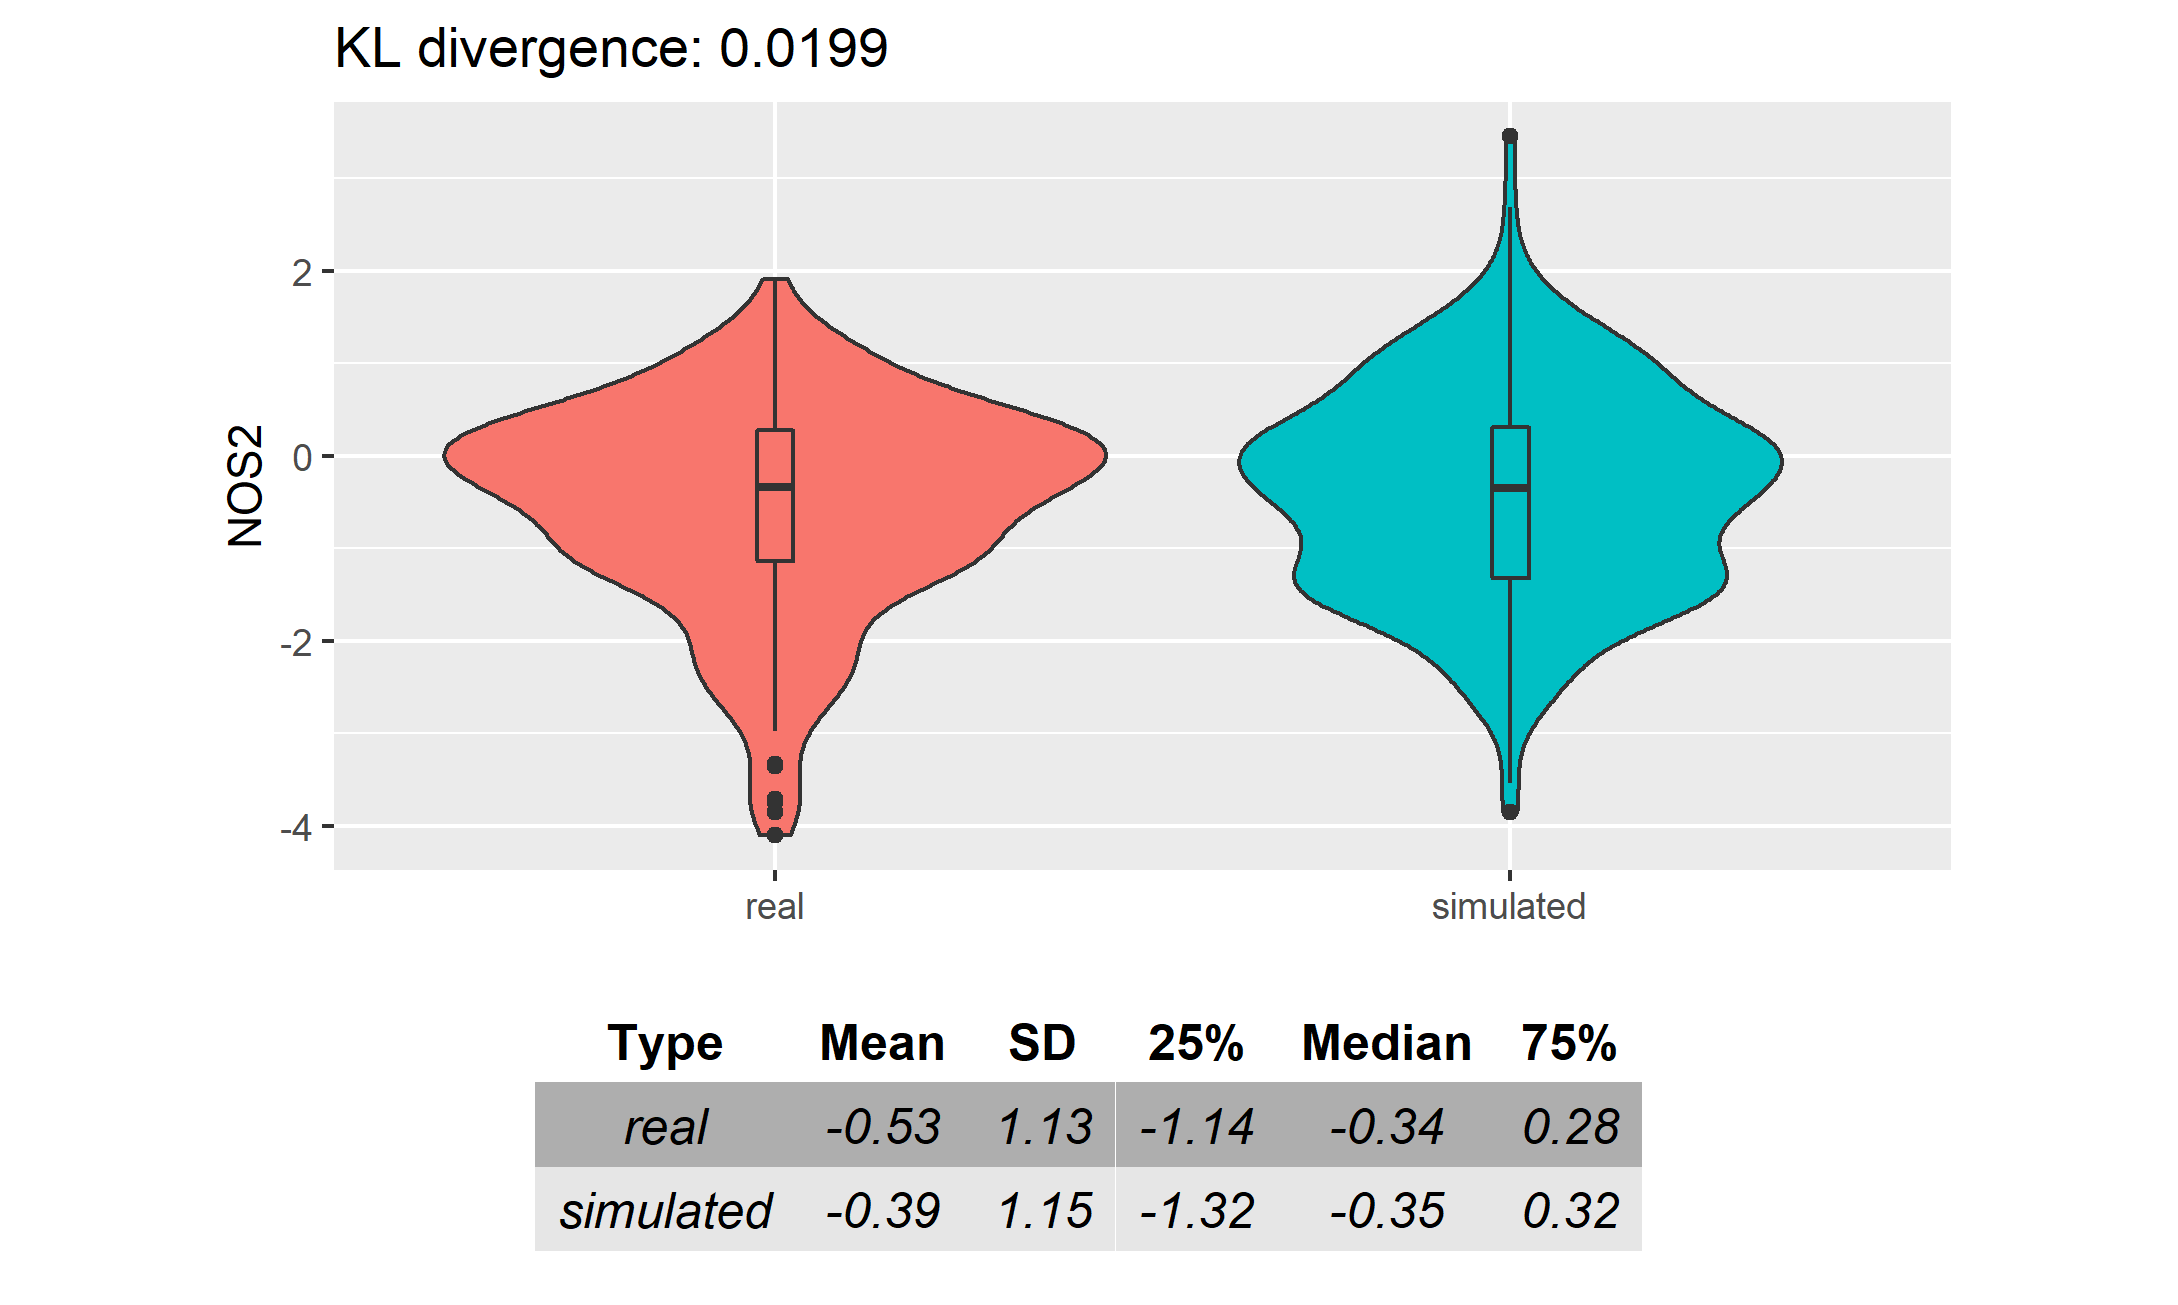 KL divergence: 0.0199
NOS2
2
0
-2
-4
real simulated
Type Mean SD 25% Median 75%
real -0.53 1.13 -1.14 -0.34 0.28
simulated -0.39 1.15 -1.32 -0.35 0.32